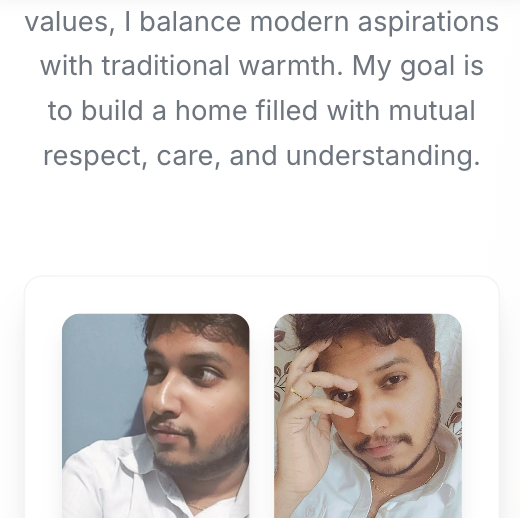 values, I balance modern aspirations
with traditional warmth. My goal is
to build a home filled with mutual
respect, care, and understanding.